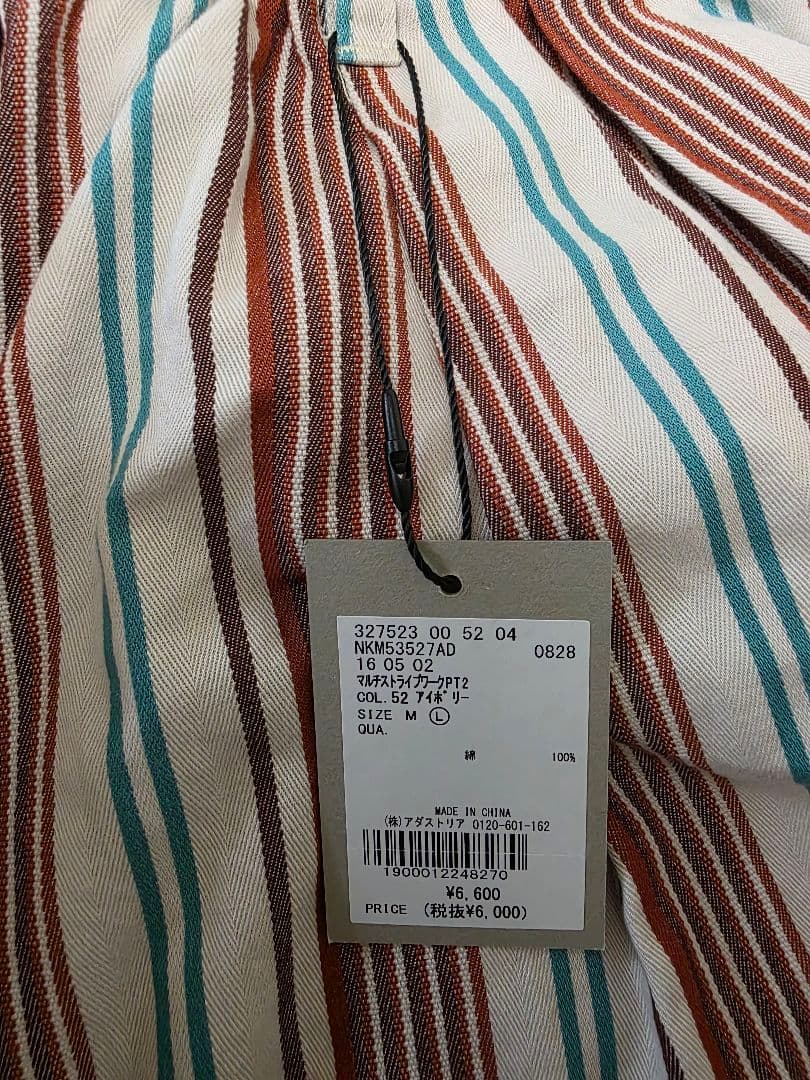 327523 00 52 04
NKM53527AD 0828
16 05 02
ﾏﾙﾁｽﾄﾗｲﾌﾟﾜｰｸPT2
COL.52 ｱｲﾎﾞﾘｰ
SIZE M Ⓛ
QUA.
綿 100%
MADE IN CHINA
(株)アダストリア 0120-601-162
1900012248270
¥6,600
PRICE (税抜¥6,000)